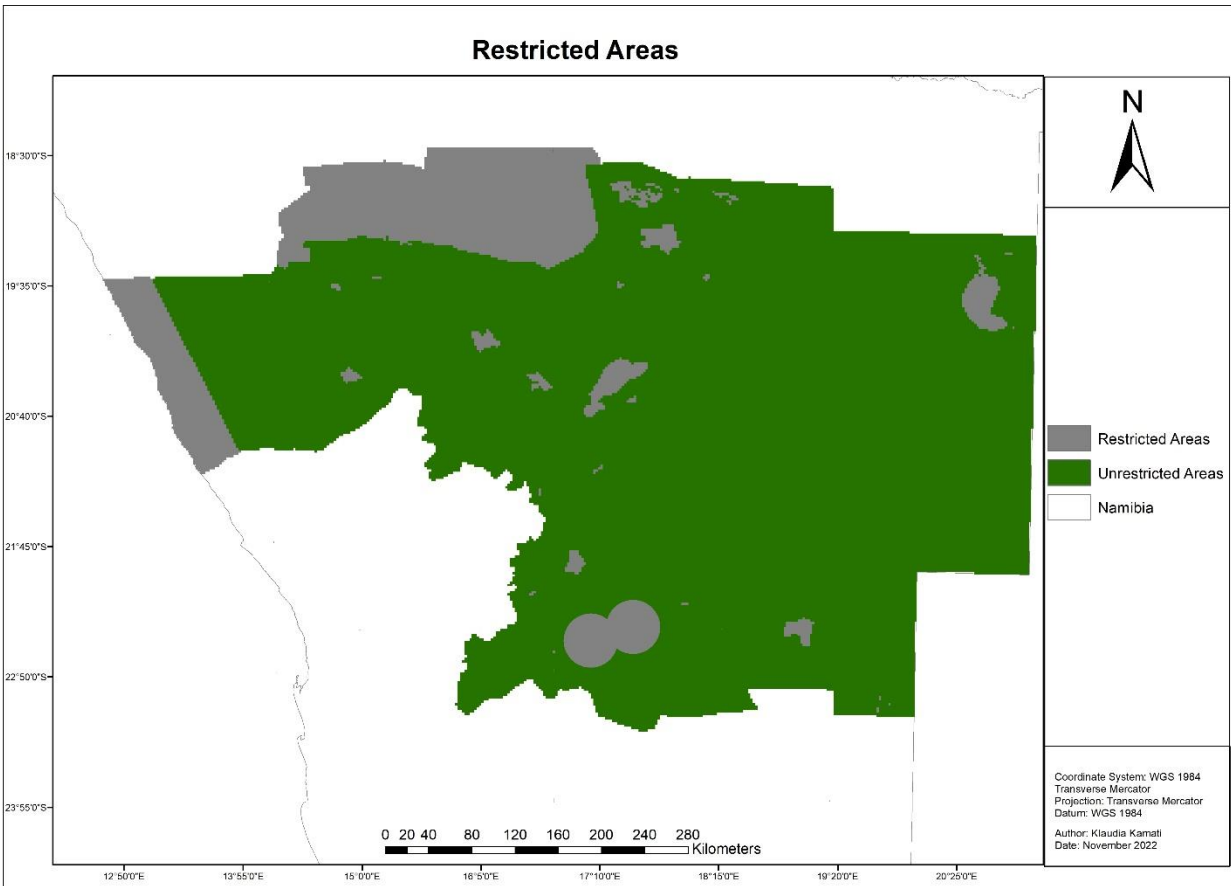 Restricted Areas
N
18°30'0"S
19°35'0"S
20°40'0"S
21°45'0"S
22°50'0"S
23°55'0"S
Restricted Areas
Unrestricted Areas
Namibia
0 20 40 80 120 160 200 240 280
Kilometers
12°50'0"E 13°55'0"E 15°0'0"E 16°5'0"E 17°10'0"E 18°15'0"E 19°20'0"E 20°25'0"E
Coordinate System: WGS 1984
Transverse Mercator
Projection: Transverse Mercator
Datum: WGS 1984
Author: Klaudia Kamati
Date: November 2022